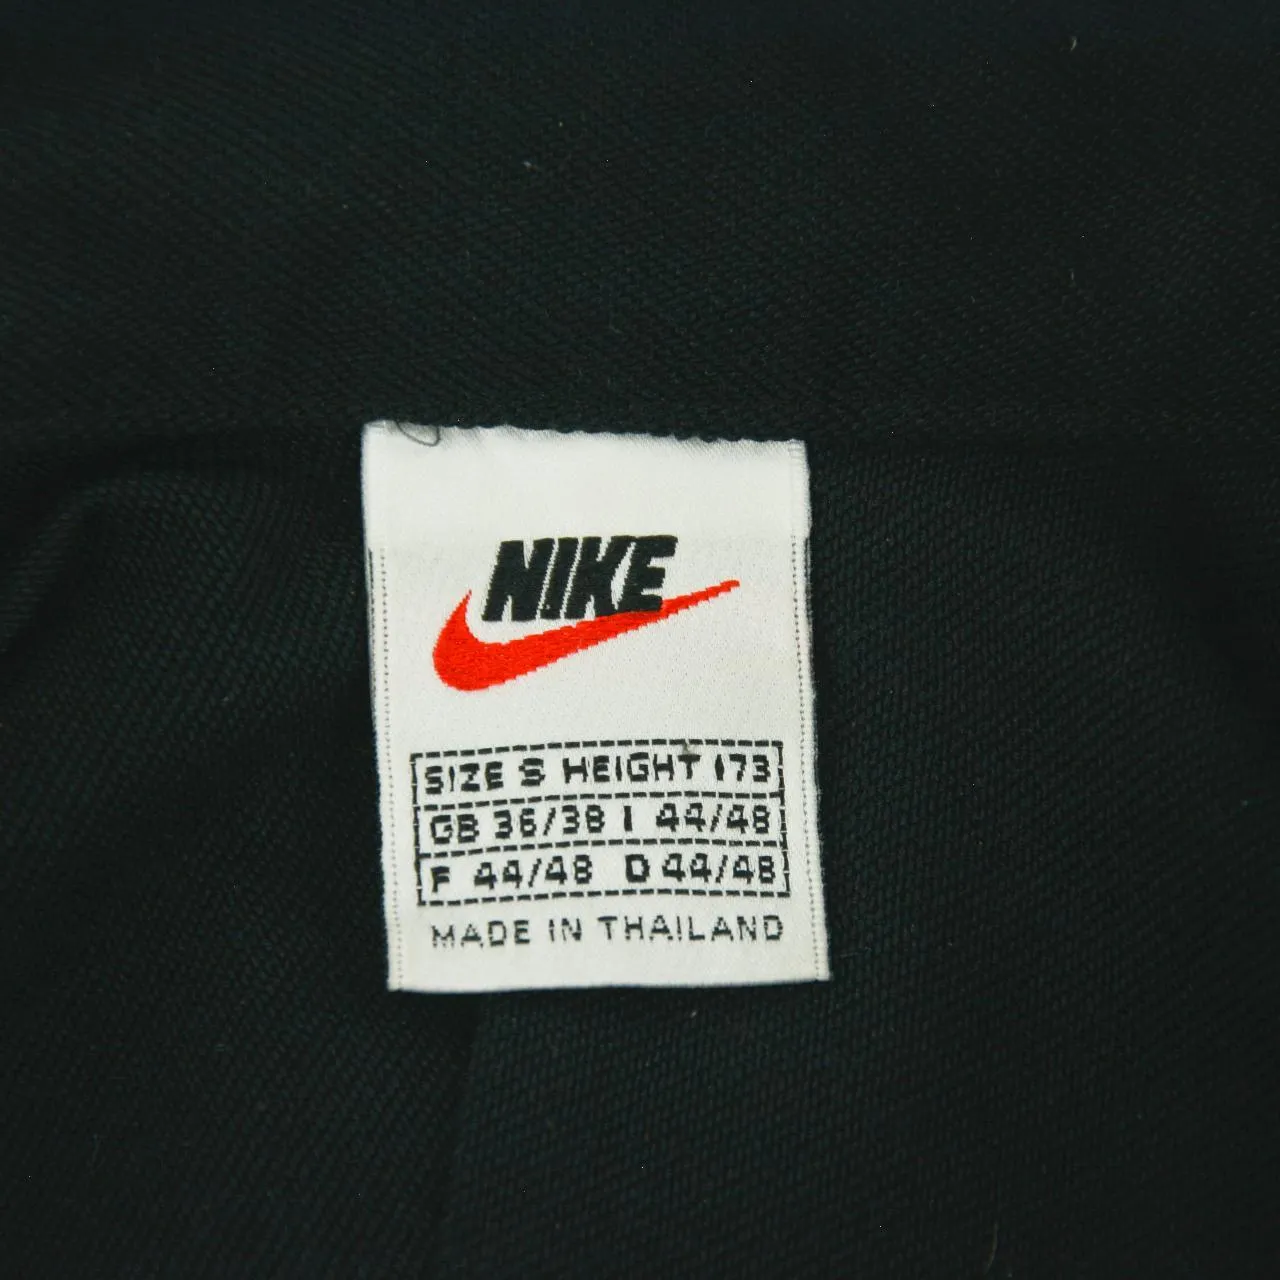 NIKE
SIZE S HEIGHT 173
GB 36/38 I 44/48
F 44/48 D 44/48
MADE IN THAILAND